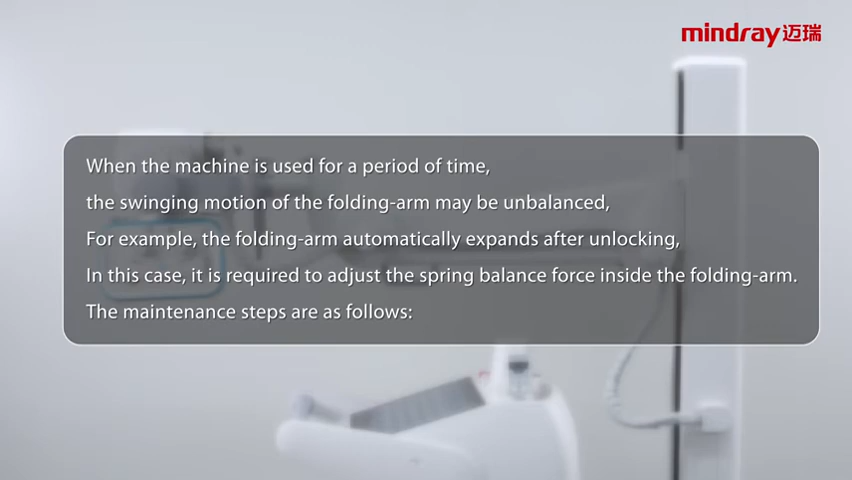 mindray迈瑞
When the machine is used for a period of time,
the swinging motion of the folding-arm may be unbalanced,
For example, the folding-arm automatically expands after unlocking,
In this case, it is required to adjust the spring balance force inside the folding-arm.
The maintenance steps are as follows: